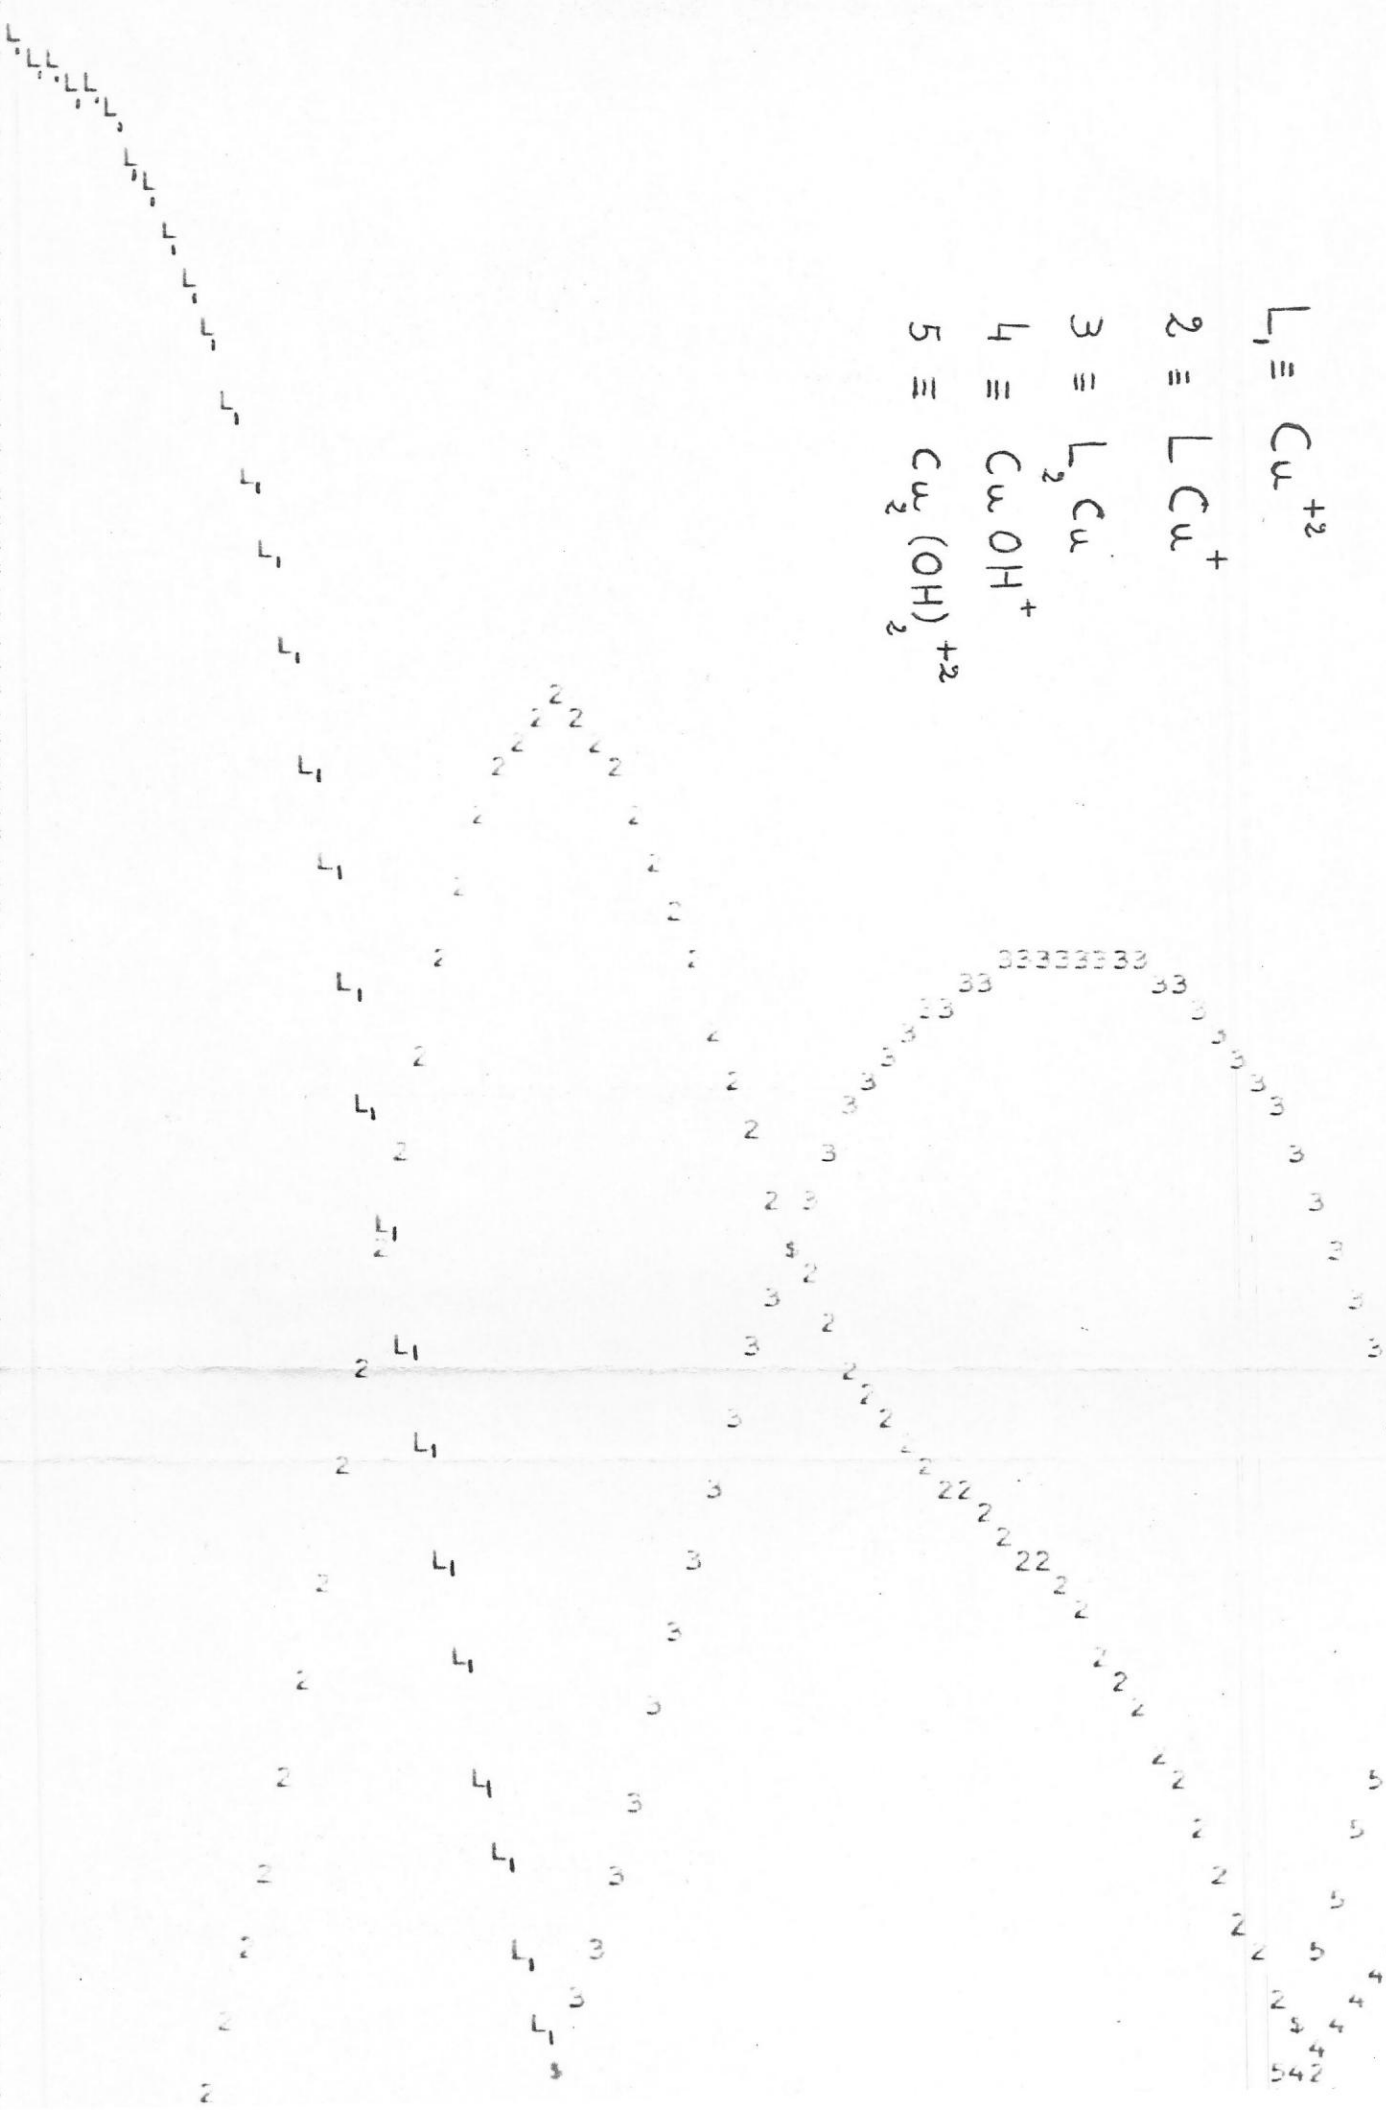 L₁ ≡ Cu⁺²
2 ≡ L Cu⁺
3 ≡ L₂ Cu
4 ≡ Cu OH⁺
5 ≡ Cu₂ (OH)₂⁺²